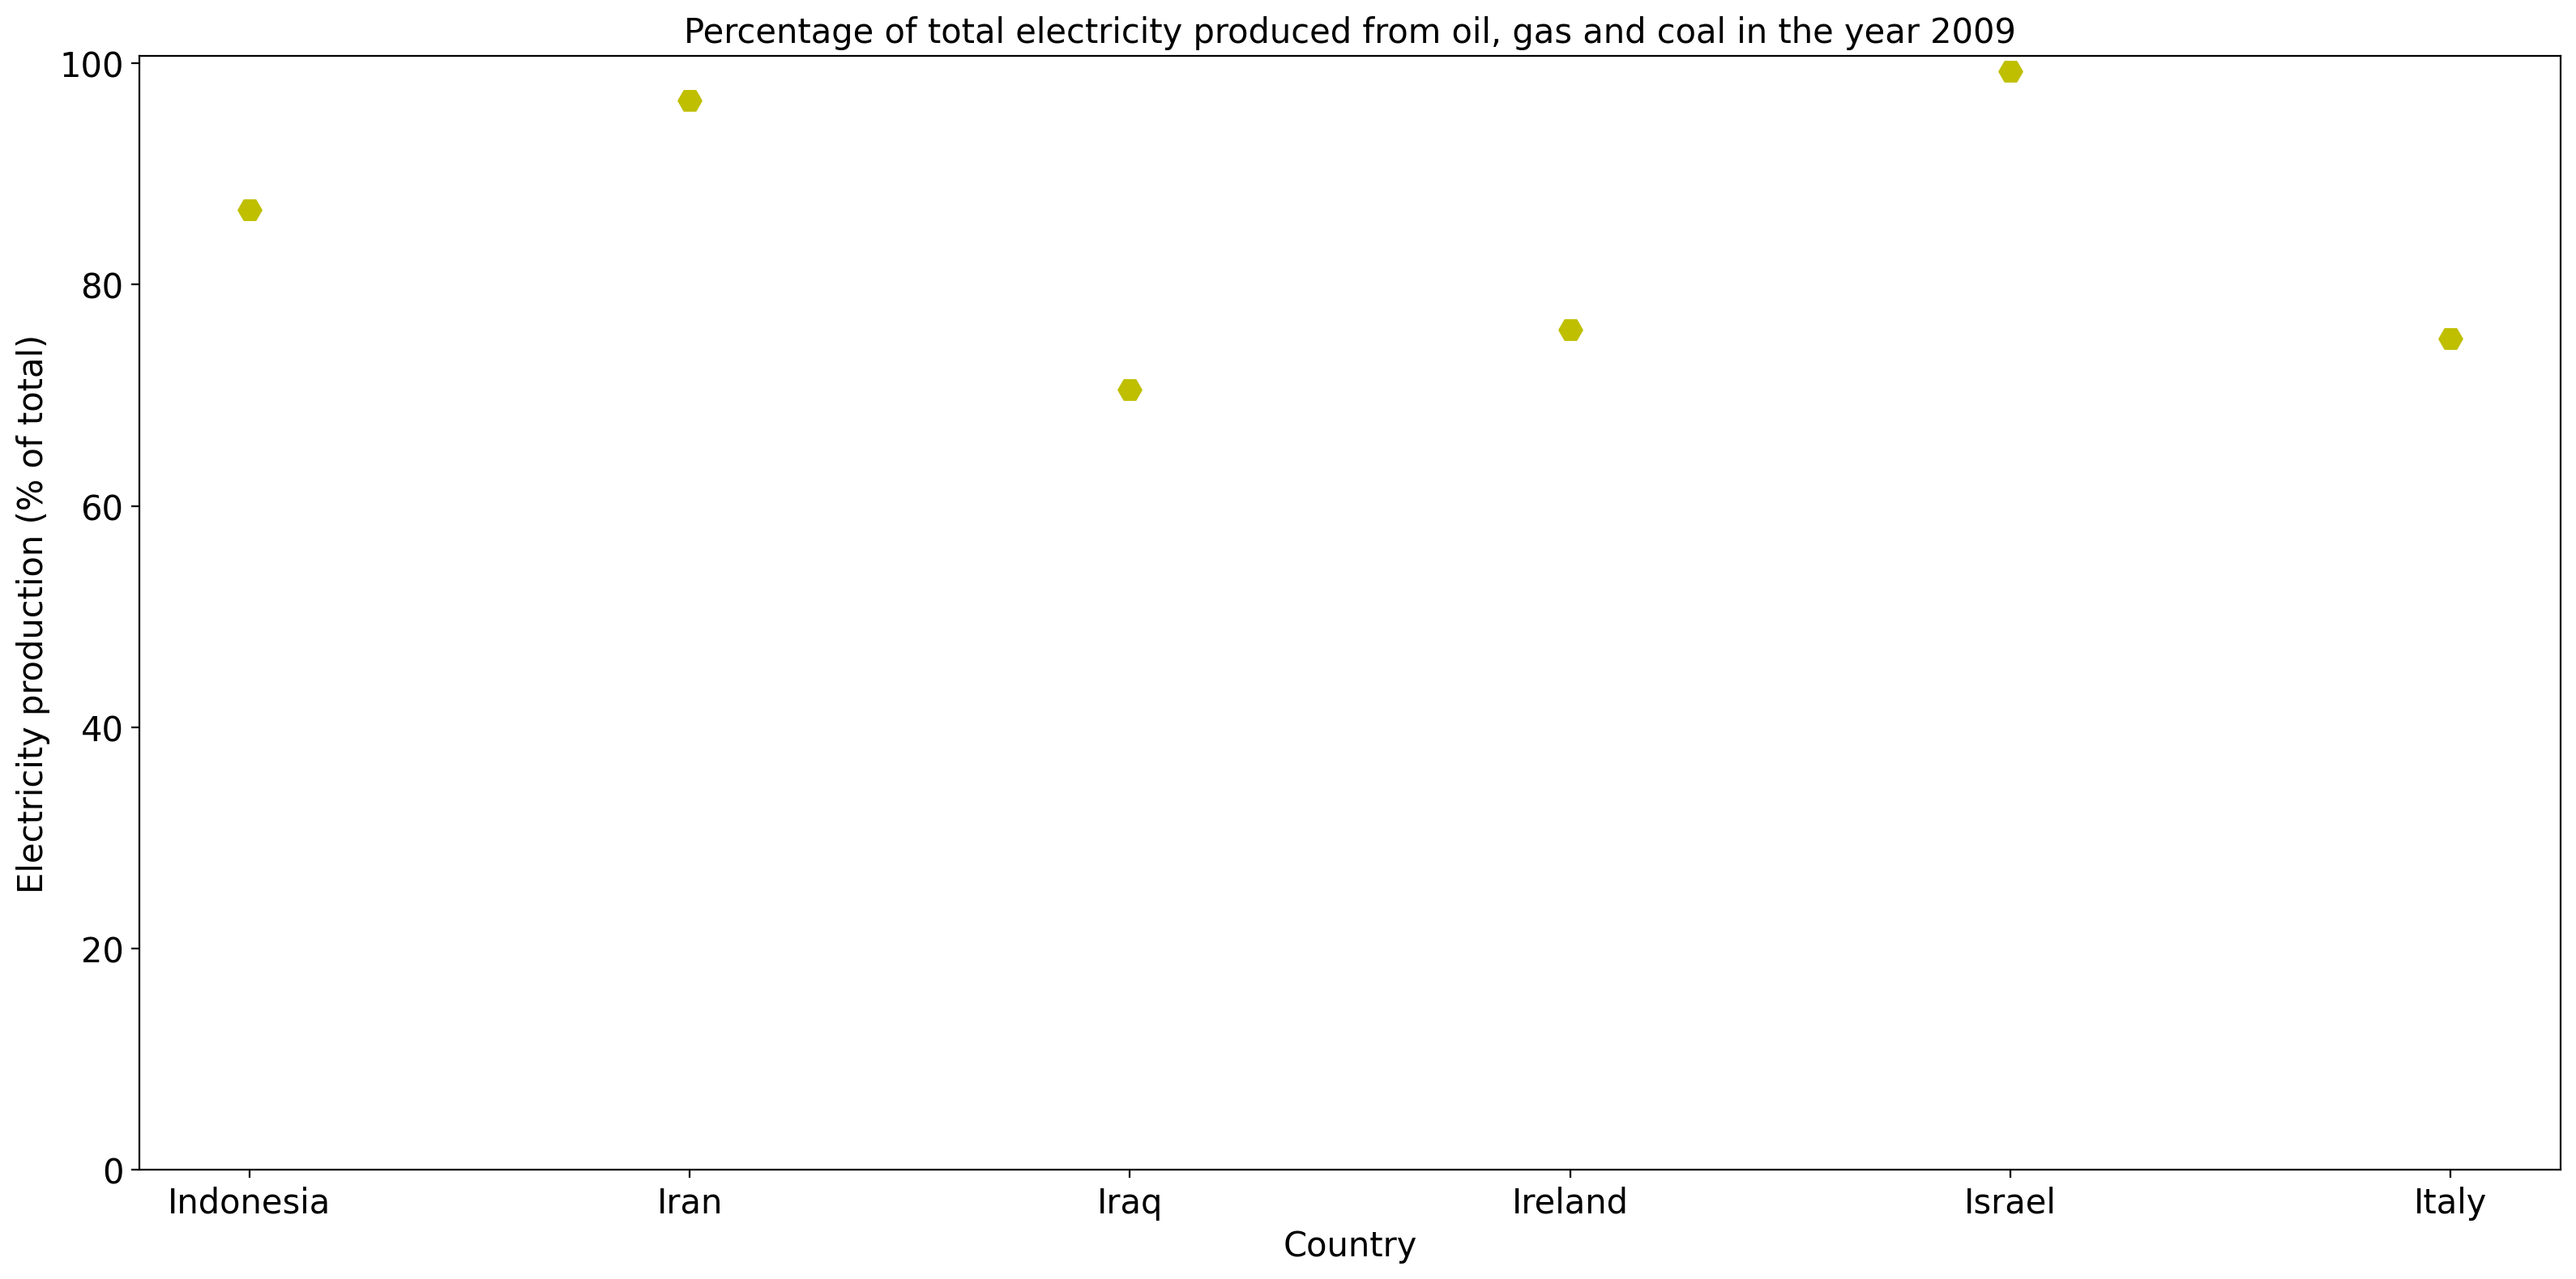 Percentage of total electricity produced from oil, gas and coal in the year 2009
Electricity production (% of total)
100
80
60
40
20
0
Indonesia Iran Iraq Ireland Israel Italy
Country